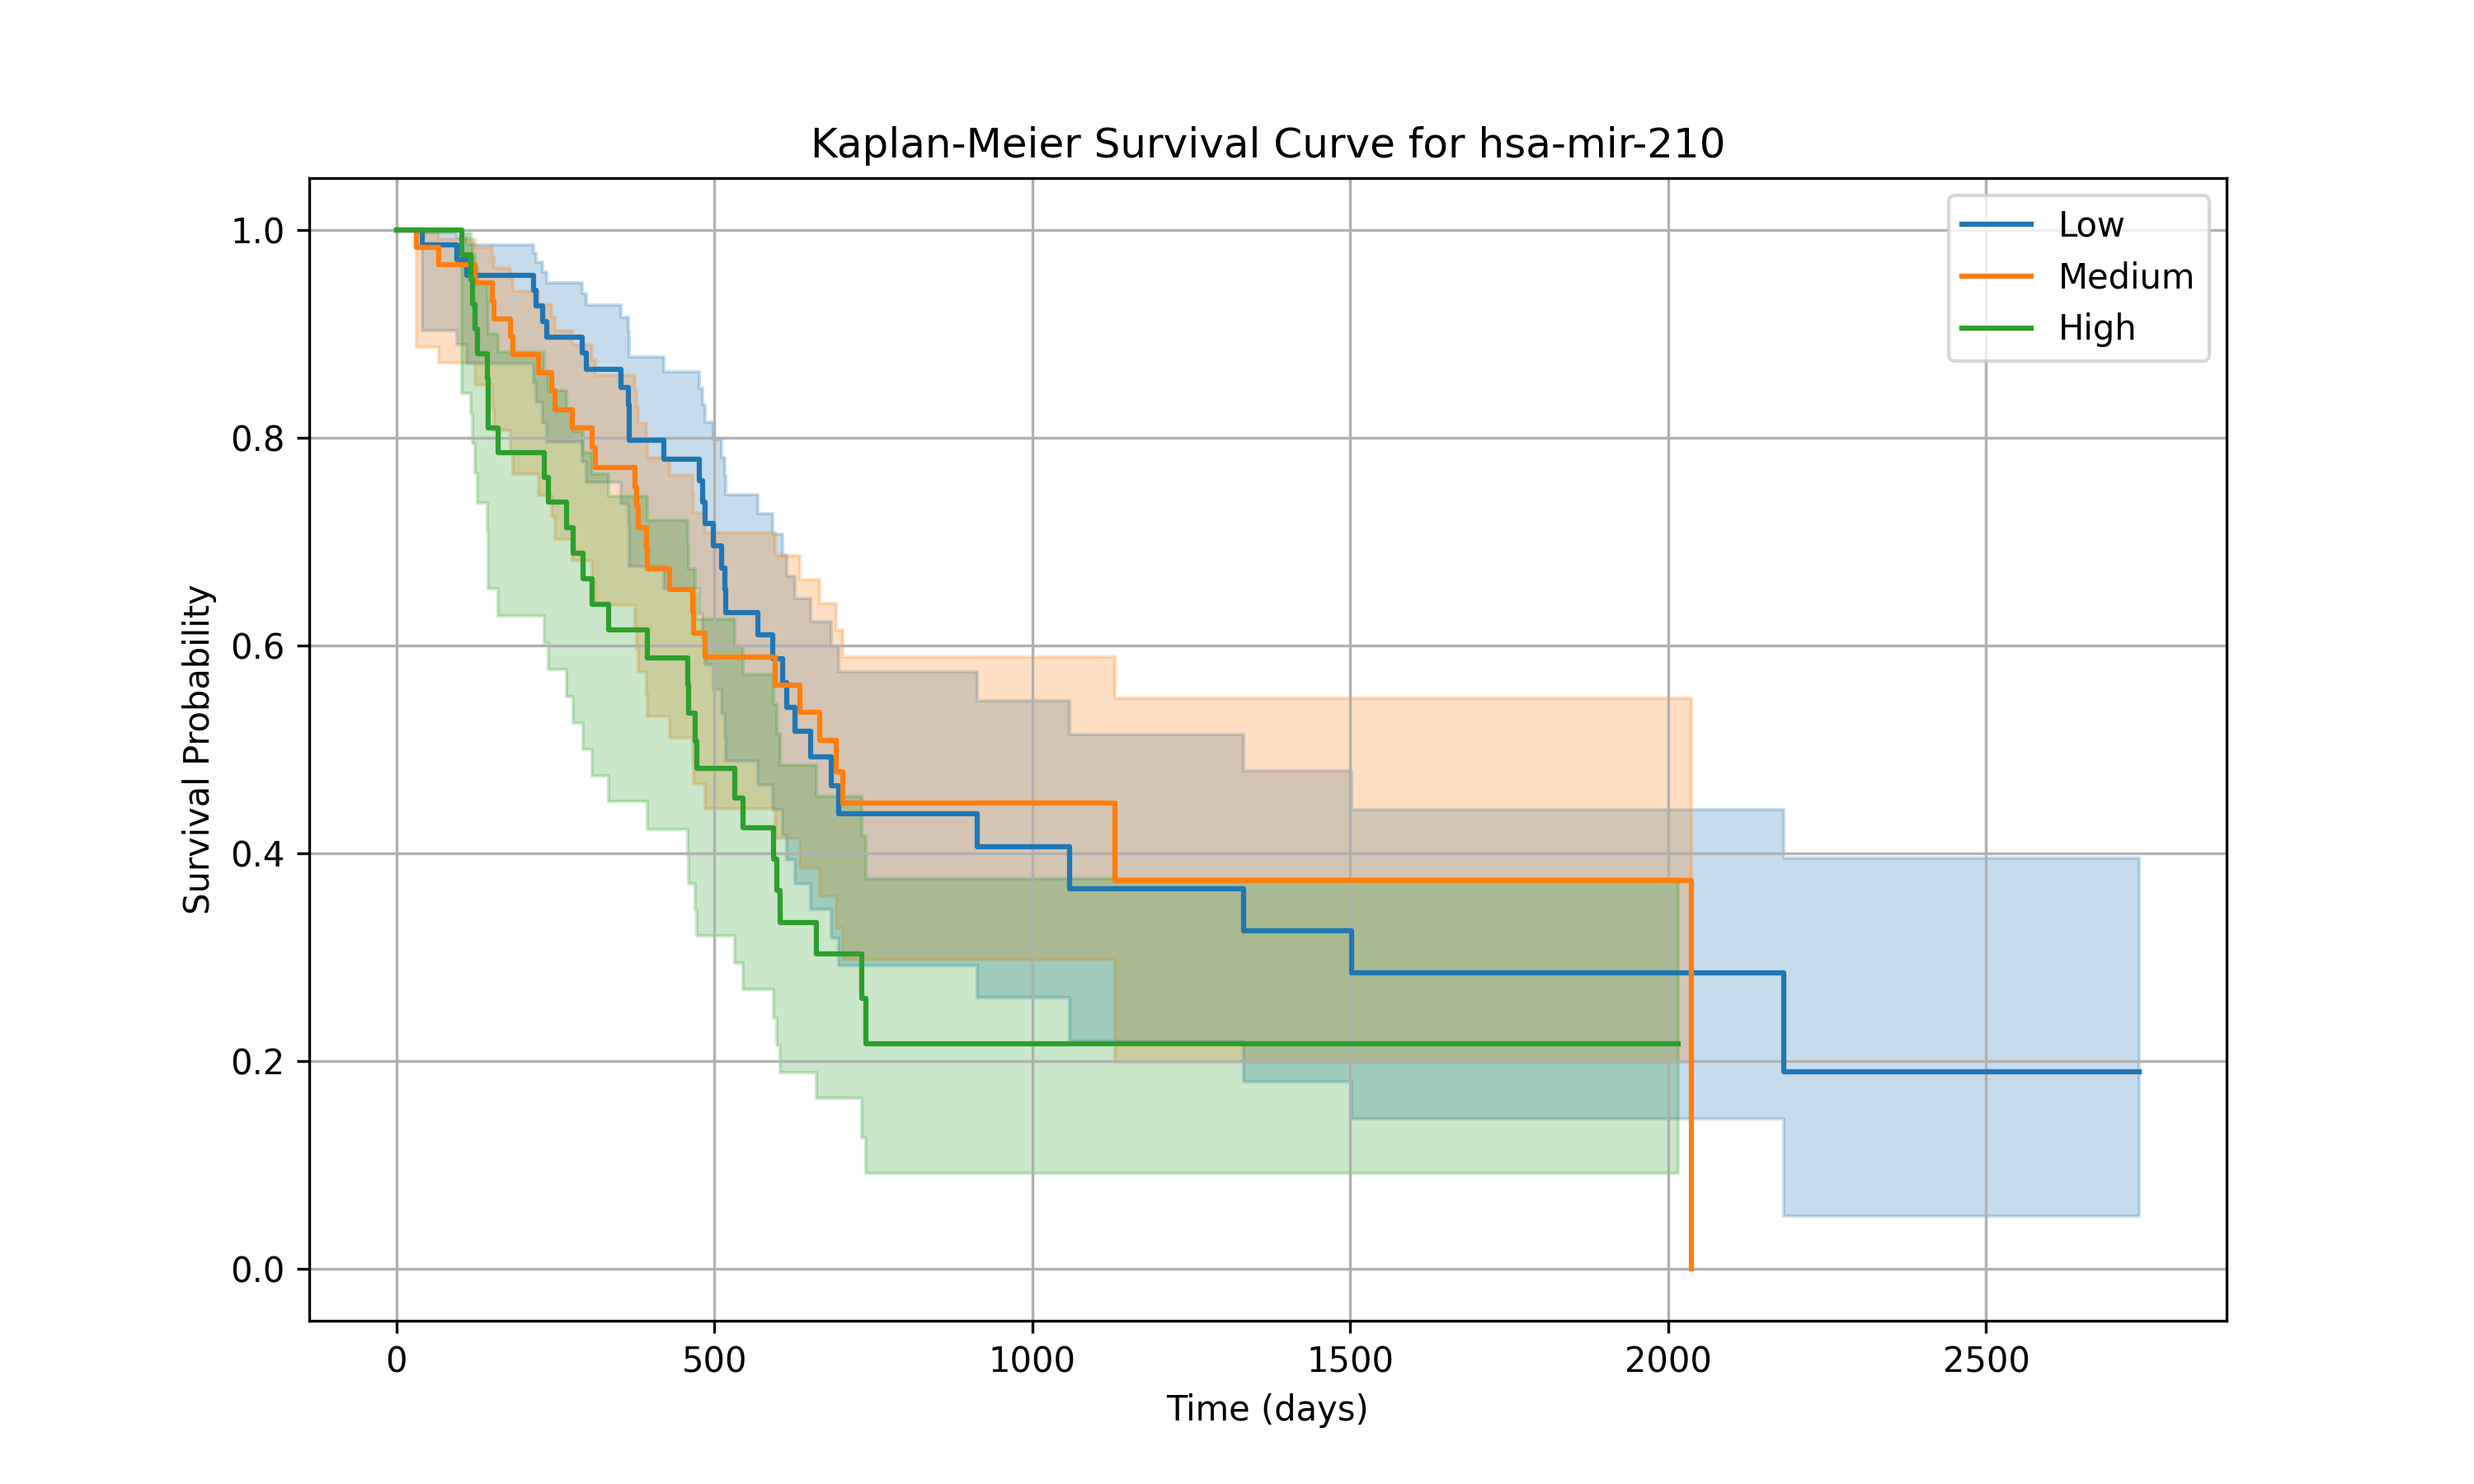 Kaplan-Meier Survival Curve for hsa-mir-210
Low
Medium
High
1.0
0.8
0.6
0.4
0.2
0.0
Survival Probability
0 500 1000 1500 2000 2500
Time (days)